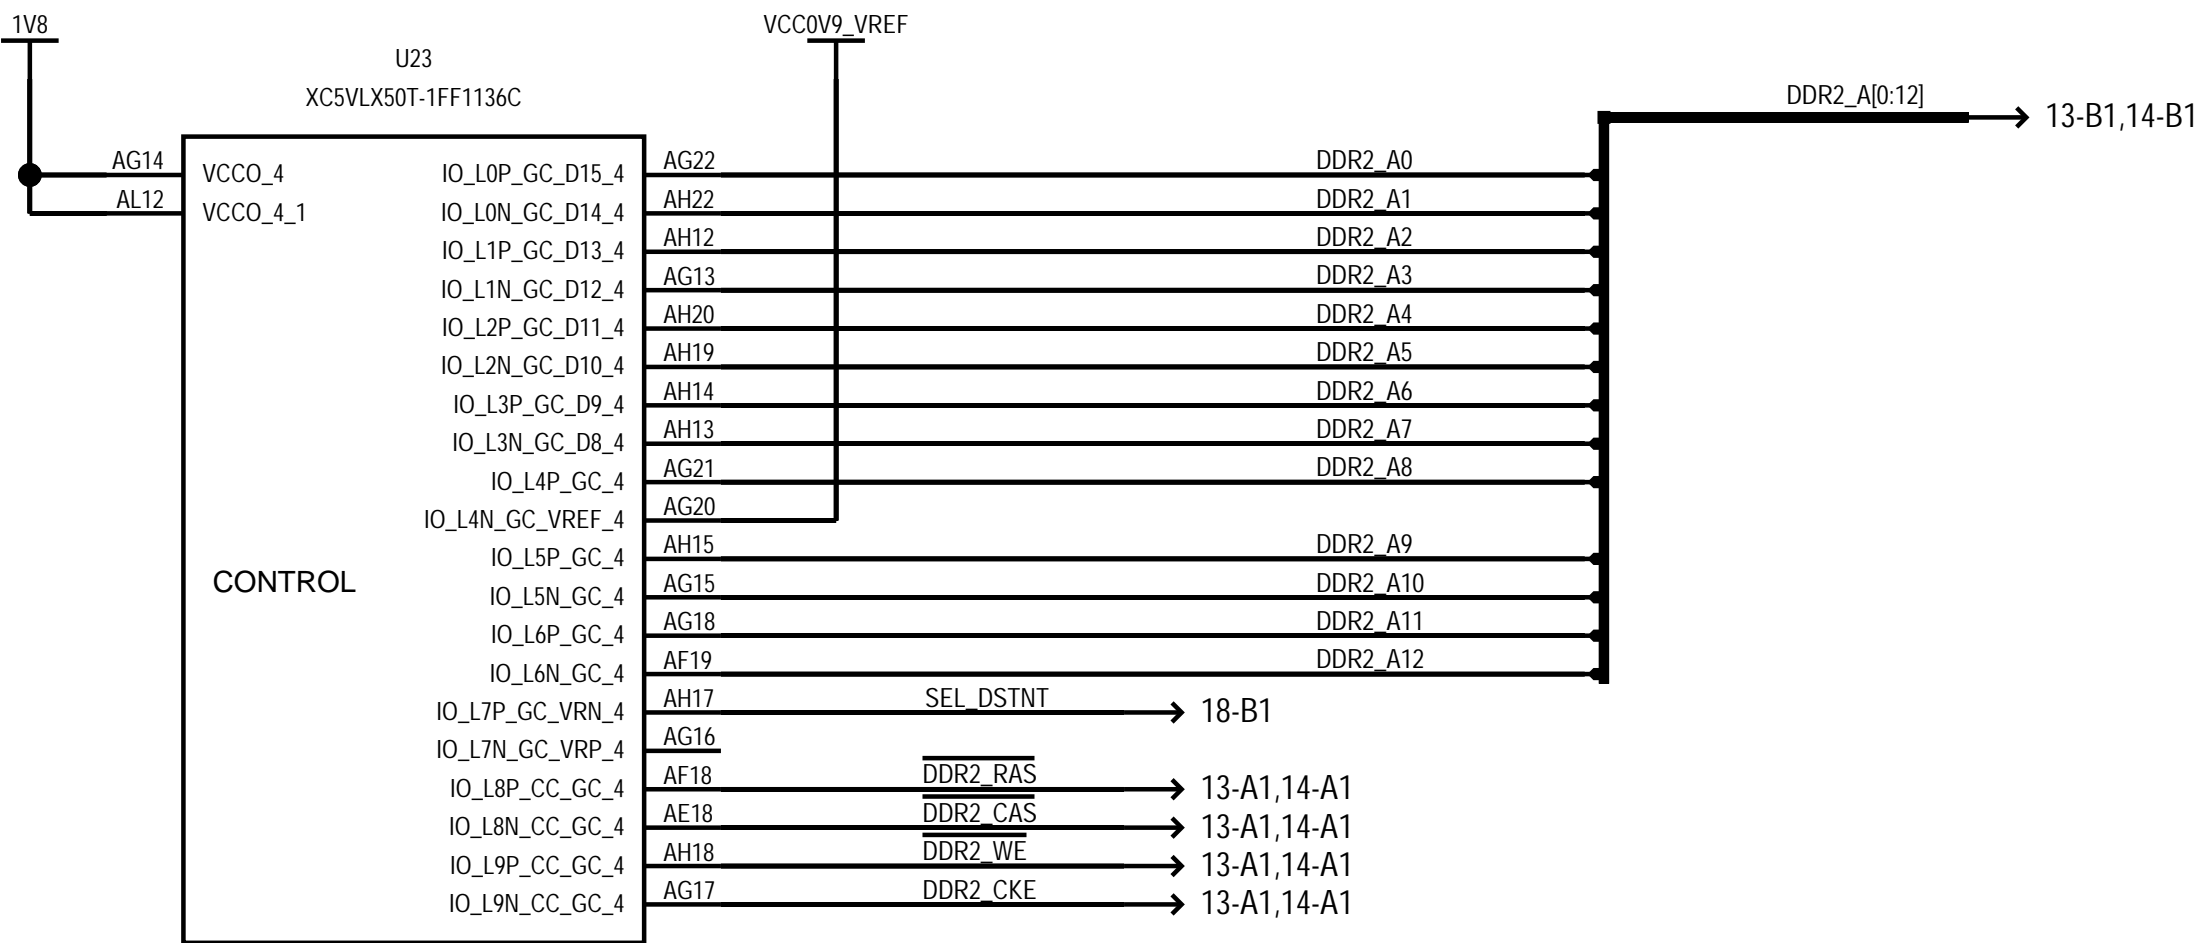 1V8
VCC0V9_VREF
U23
XC5VLX50T-1FF1136C
DDR2_A[0:12]
13-B1,14-B1
AG14 VCCO_4 IO_L0P_GC_D15_4 AG22 DDR2_A0
AL12 VCCO_4_1 IO_L0N_GC_D14_4 AH22 DDR2_A1
IO_L1P_GC_D13_4 AH12 DDR2_A2
IO_L1N_GC_D12_4 AG13 DDR2_A3
IO_L2P_GC_D11_4 AH20 DDR2_A4
IO_L2N_GC_D10_4 AH19 DDR2_A5
IO_L3P_GC_D9_4 AH14 DDR2_A6
IO_L3N_GC_D8_4 AH13 DDR2_A7
IO_L4P_GC_4 AG21 DDR2_A8
IO_L4N_GC_VREF_4 AG20
IO_L5P_GC_4 AH15 DDR2_A9
CONTROL
IO_L5N_GC_4 AG15 DDR2_A10
IO_L6P_GC_4 AG18 DDR2_A11
IO_L6N_GC_4 AF19 DDR2_A12
IO_L7P_GC_VRN_4 AH17 SEL_DSTNT 18-B1
IO_L7N_GC_VRP_4 AG16
IO_L8P_CC_GC_4 AF18 DDR2_RAS 13-A1,14-A1
IO_L8N_CC_GC_4 AE18 DDR2_CAS 13-A1,14-A1
IO_L9P_CC_GC_4 AH18 DDR2_WE 13-A1,14-A1
IO_L9N_CC_GC_4 AG17 DDR2_CKE 13-A1,14-A1